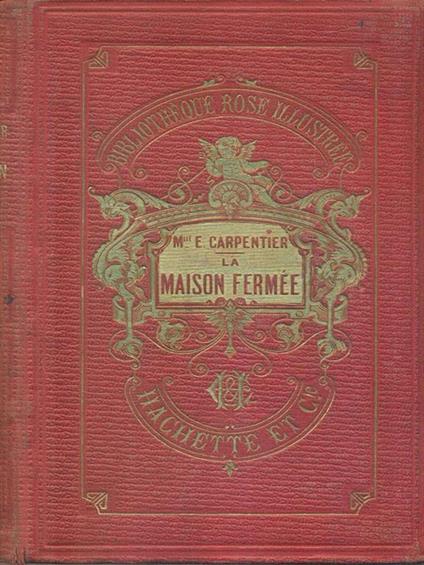 BIBLIOTHÈQUE ROSE ILLUSTRÉE
MLLE E. CARPENTIER
LA
MAISON FERMÉE
H&C
HACHETTE ET CIE